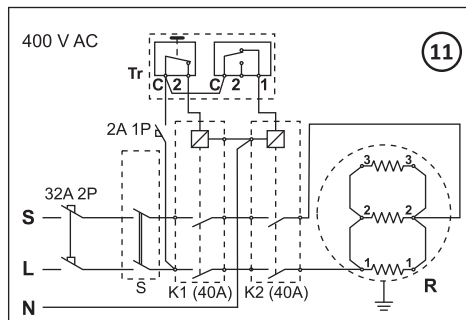 400 V AC
11
Tr
C 2 C 2 1
2A 1P
32A 2P
3 3
S
2 2
L
1 1
S
K1 (40A) K2 (40A)
R
N